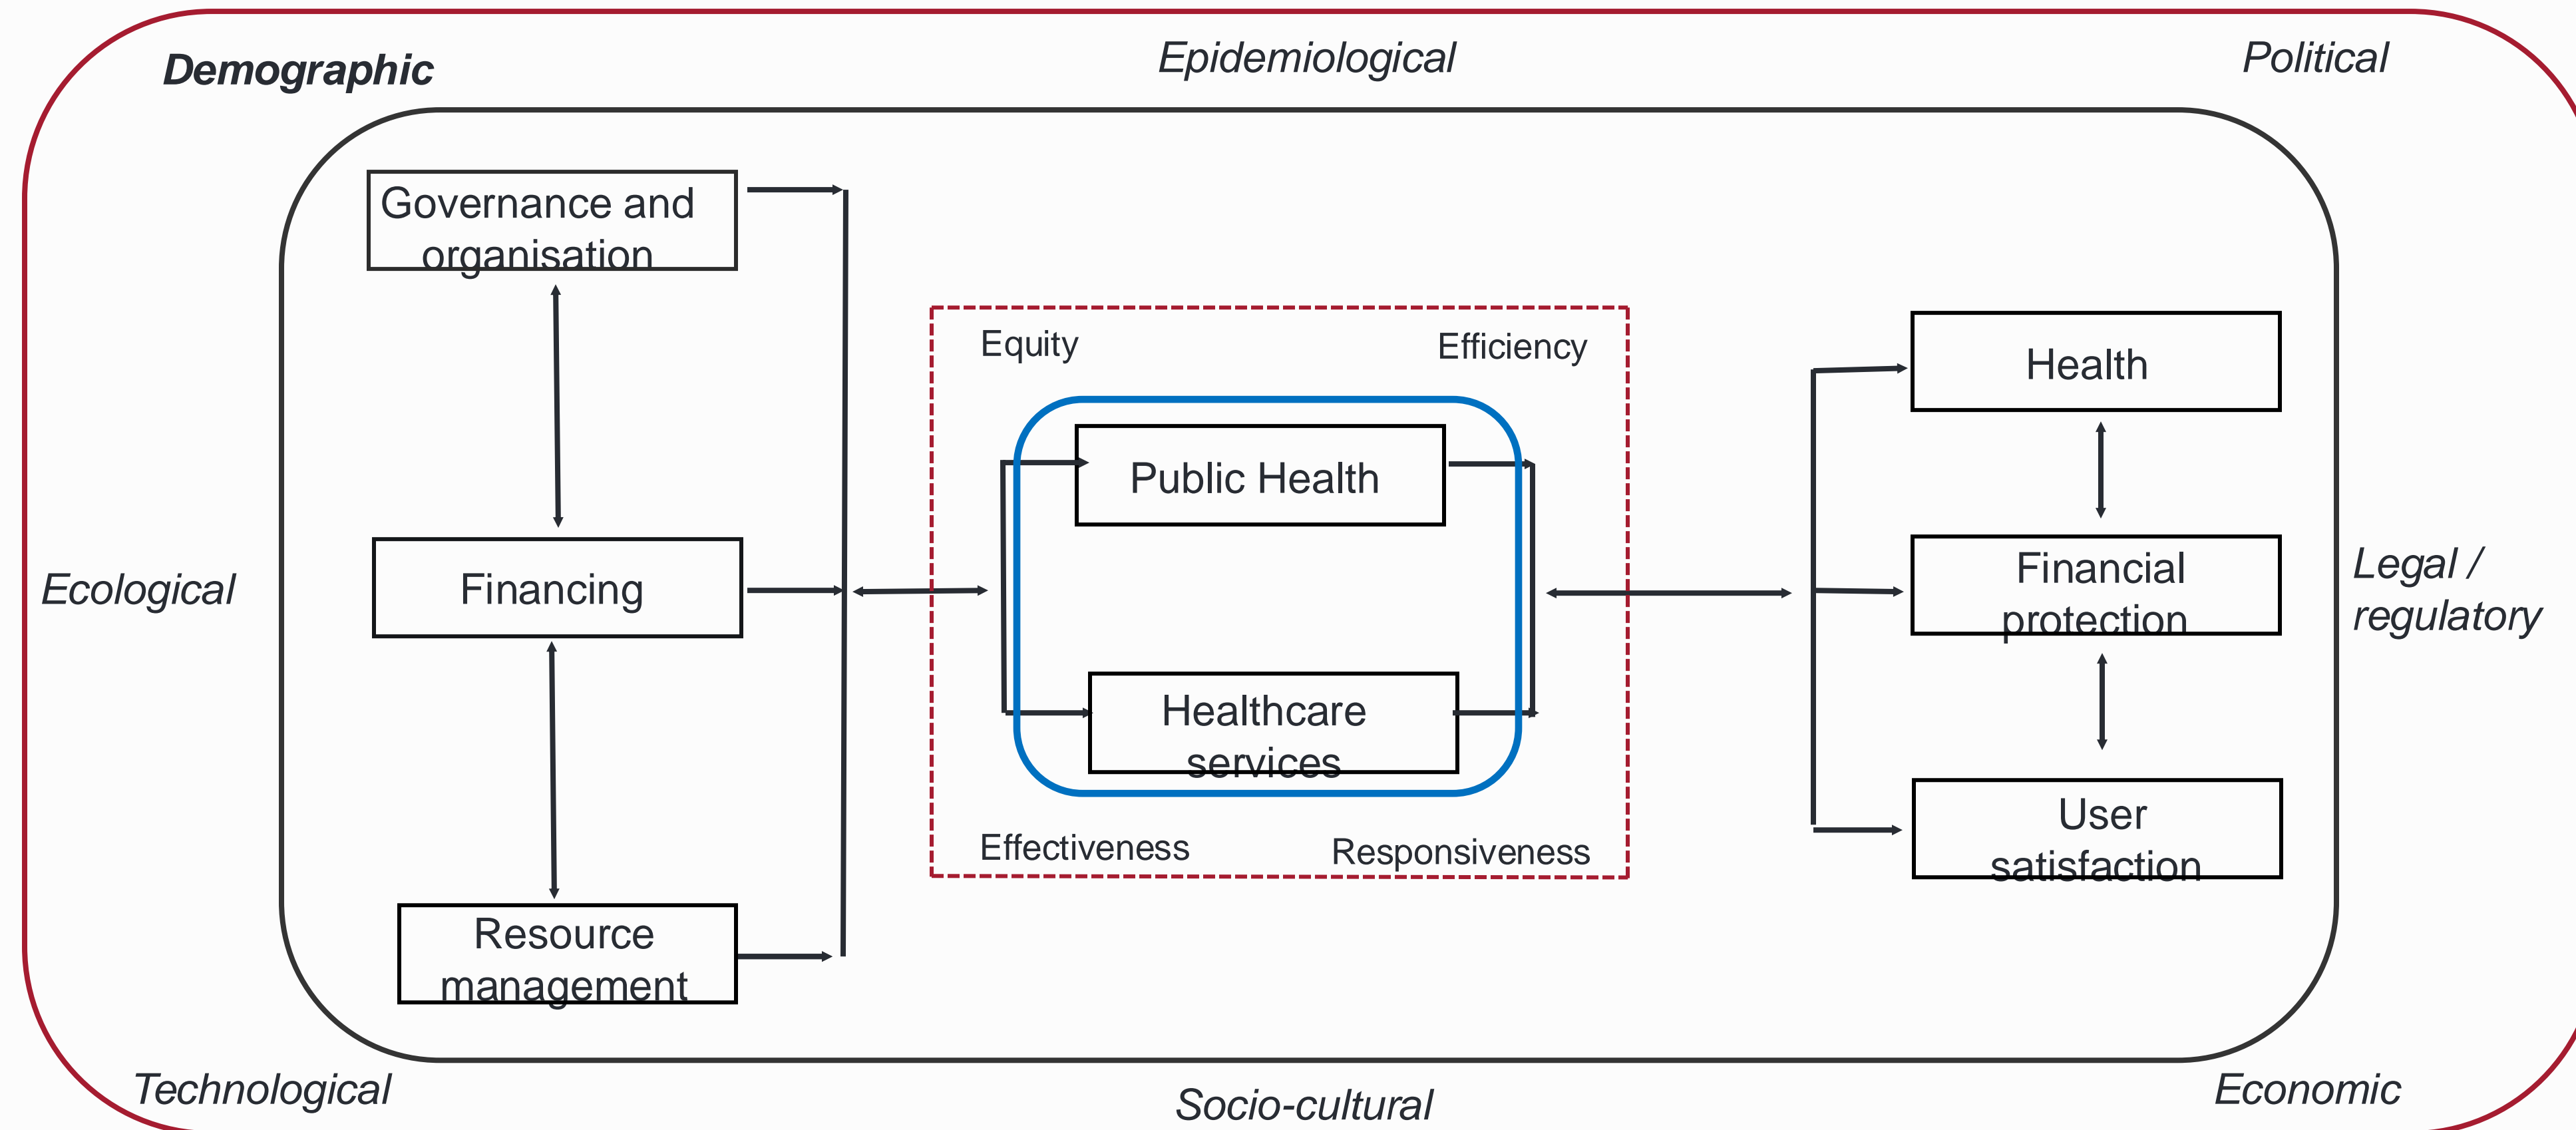 Demographic
Epidemiological
Political
Governance and
organisation
Equity
Efficiency
Health
Public Health
Ecological
Financing
Financial
protection
Legal /
regulatory
Healthcare
services
User
satisfaction
Effectiveness
Responsiveness
Resource
management
Technological
Socio-cultural
Economic